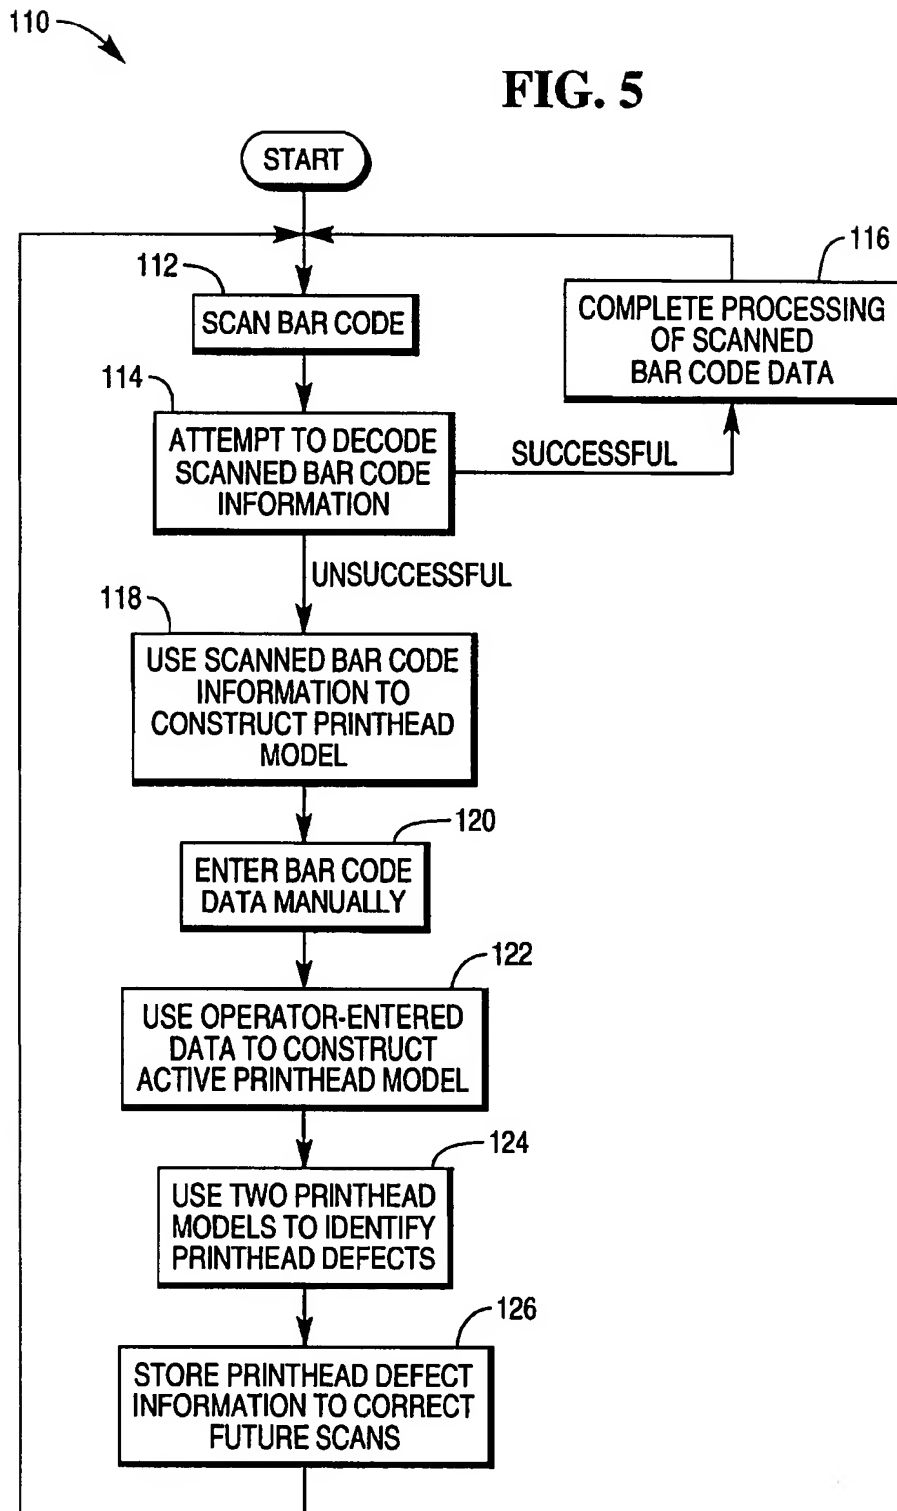 110
FIG. 5
START
116
112
COMPLETE PROCESSING
OF SCANNED
BAR CODE DATA
SCAN BAR CODE
114
ATTEMPT TO DECODE
SCANNED BAR CODE
INFORMATION
SUCCESSFUL
UNSUCCESSFUL
118
USE SCANNED BAR CODE
INFORMATION TO
CONSTRUCT PRINTHEAD
MODEL
120
ENTER BAR CODE
DATA MANUALLY
122
USE OPERATOR-ENTERED
DATA TO CONSTRUCT
ACTIVE PRINTHEAD MODEL
124
USE TWO PRINTHEAD
MODELS TO IDENTIFY
PRINTHEAD DEFECTS
126
STORE PRINTHEAD DEFECT
INFORMATION TO CORRECT
FUTURE SCANS